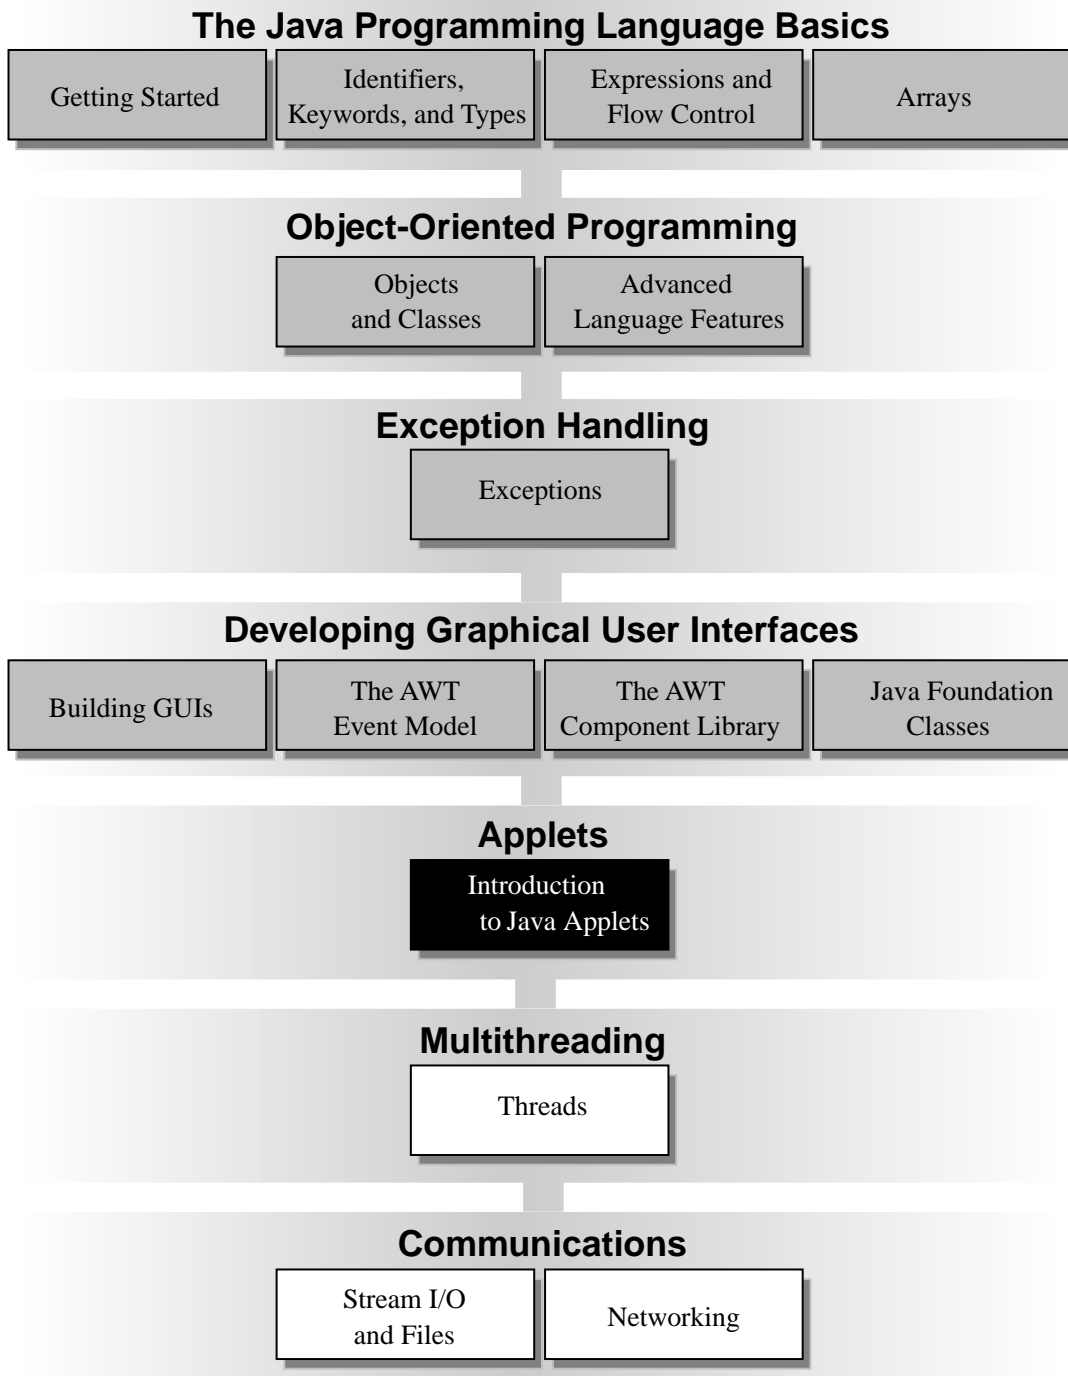 The Java Programming Language Basics
Getting Started
Identifiers,
Keywords, and Types
Expressions and
Flow Control
Arrays
Object-Oriented Programming
Objects
and Classes
Advanced
Language Features
Exception Handling
Exceptions
Developing Graphical User Interfaces
Building GUIs
The AWT
Event Model
The AWT
Component Library
Java Foundation
Classes
Applets
Introduction
to Java Applets
Multithreading
Threads
Communications
Stream I/O
and Files
Networking